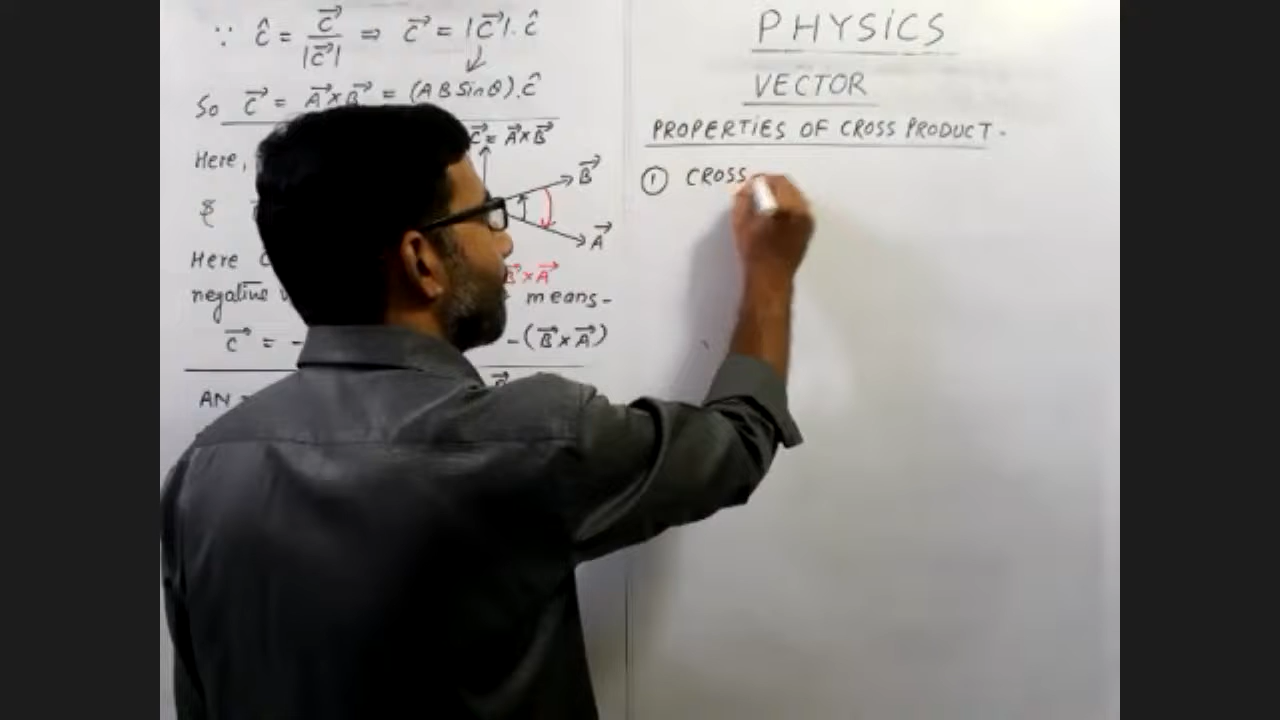 ∵ ĉ = C⃗ / |C⃗| ⇒ C⃗ = |C⃗|. ĉ
So C⃗ = A⃗×B⃗ = (AB Sinθ).ĉ
Here,
C⃗ = A⃗×B⃗
B⃗
&
A⃗
Here
B⃗×A⃗
negative means-
C⃗ = - -(B⃗×A⃗)
AN
PHYSICS
VECTOR
PROPERTIES OF CROSS PRODUCT-
① CROSS